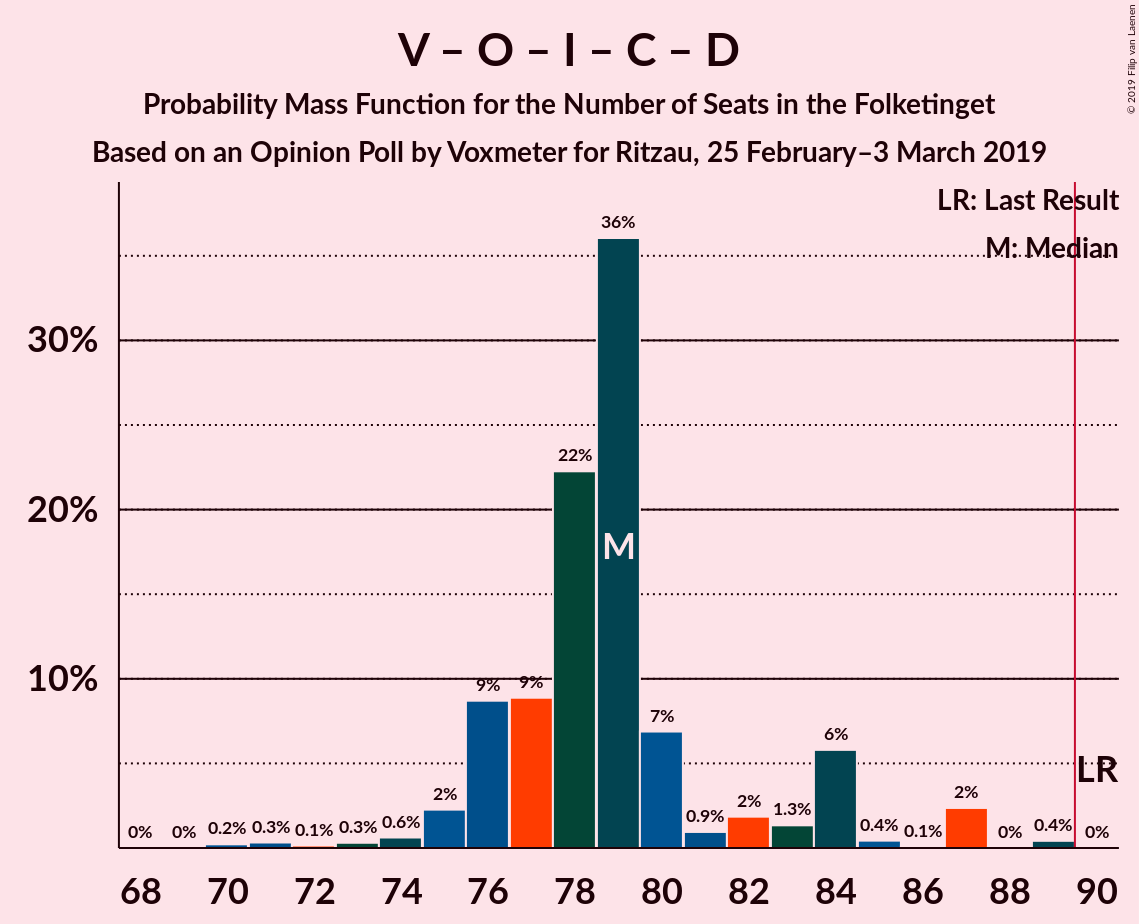 V – O – I – C – D
Probability Mass Function for the Number of Seats in the Folketinget
Based on an Opinion Poll by Voxmeter for Ritzau, 25 February–3 March 2019
© 2019 Filip van Laenen
LR: Last Result
M: Median
30%
20%
10%
0%
0%
0.2%
0.3%
0.1%
0.3%
0.6%
2%
9%
9%
22%
36%
7%
0.9%
2%
1.3%
6%
0.4%
0.1%
2%
0%
0.4%
0%
M
LR
68 70 72 74 76 78 80 82 84 86 88 90